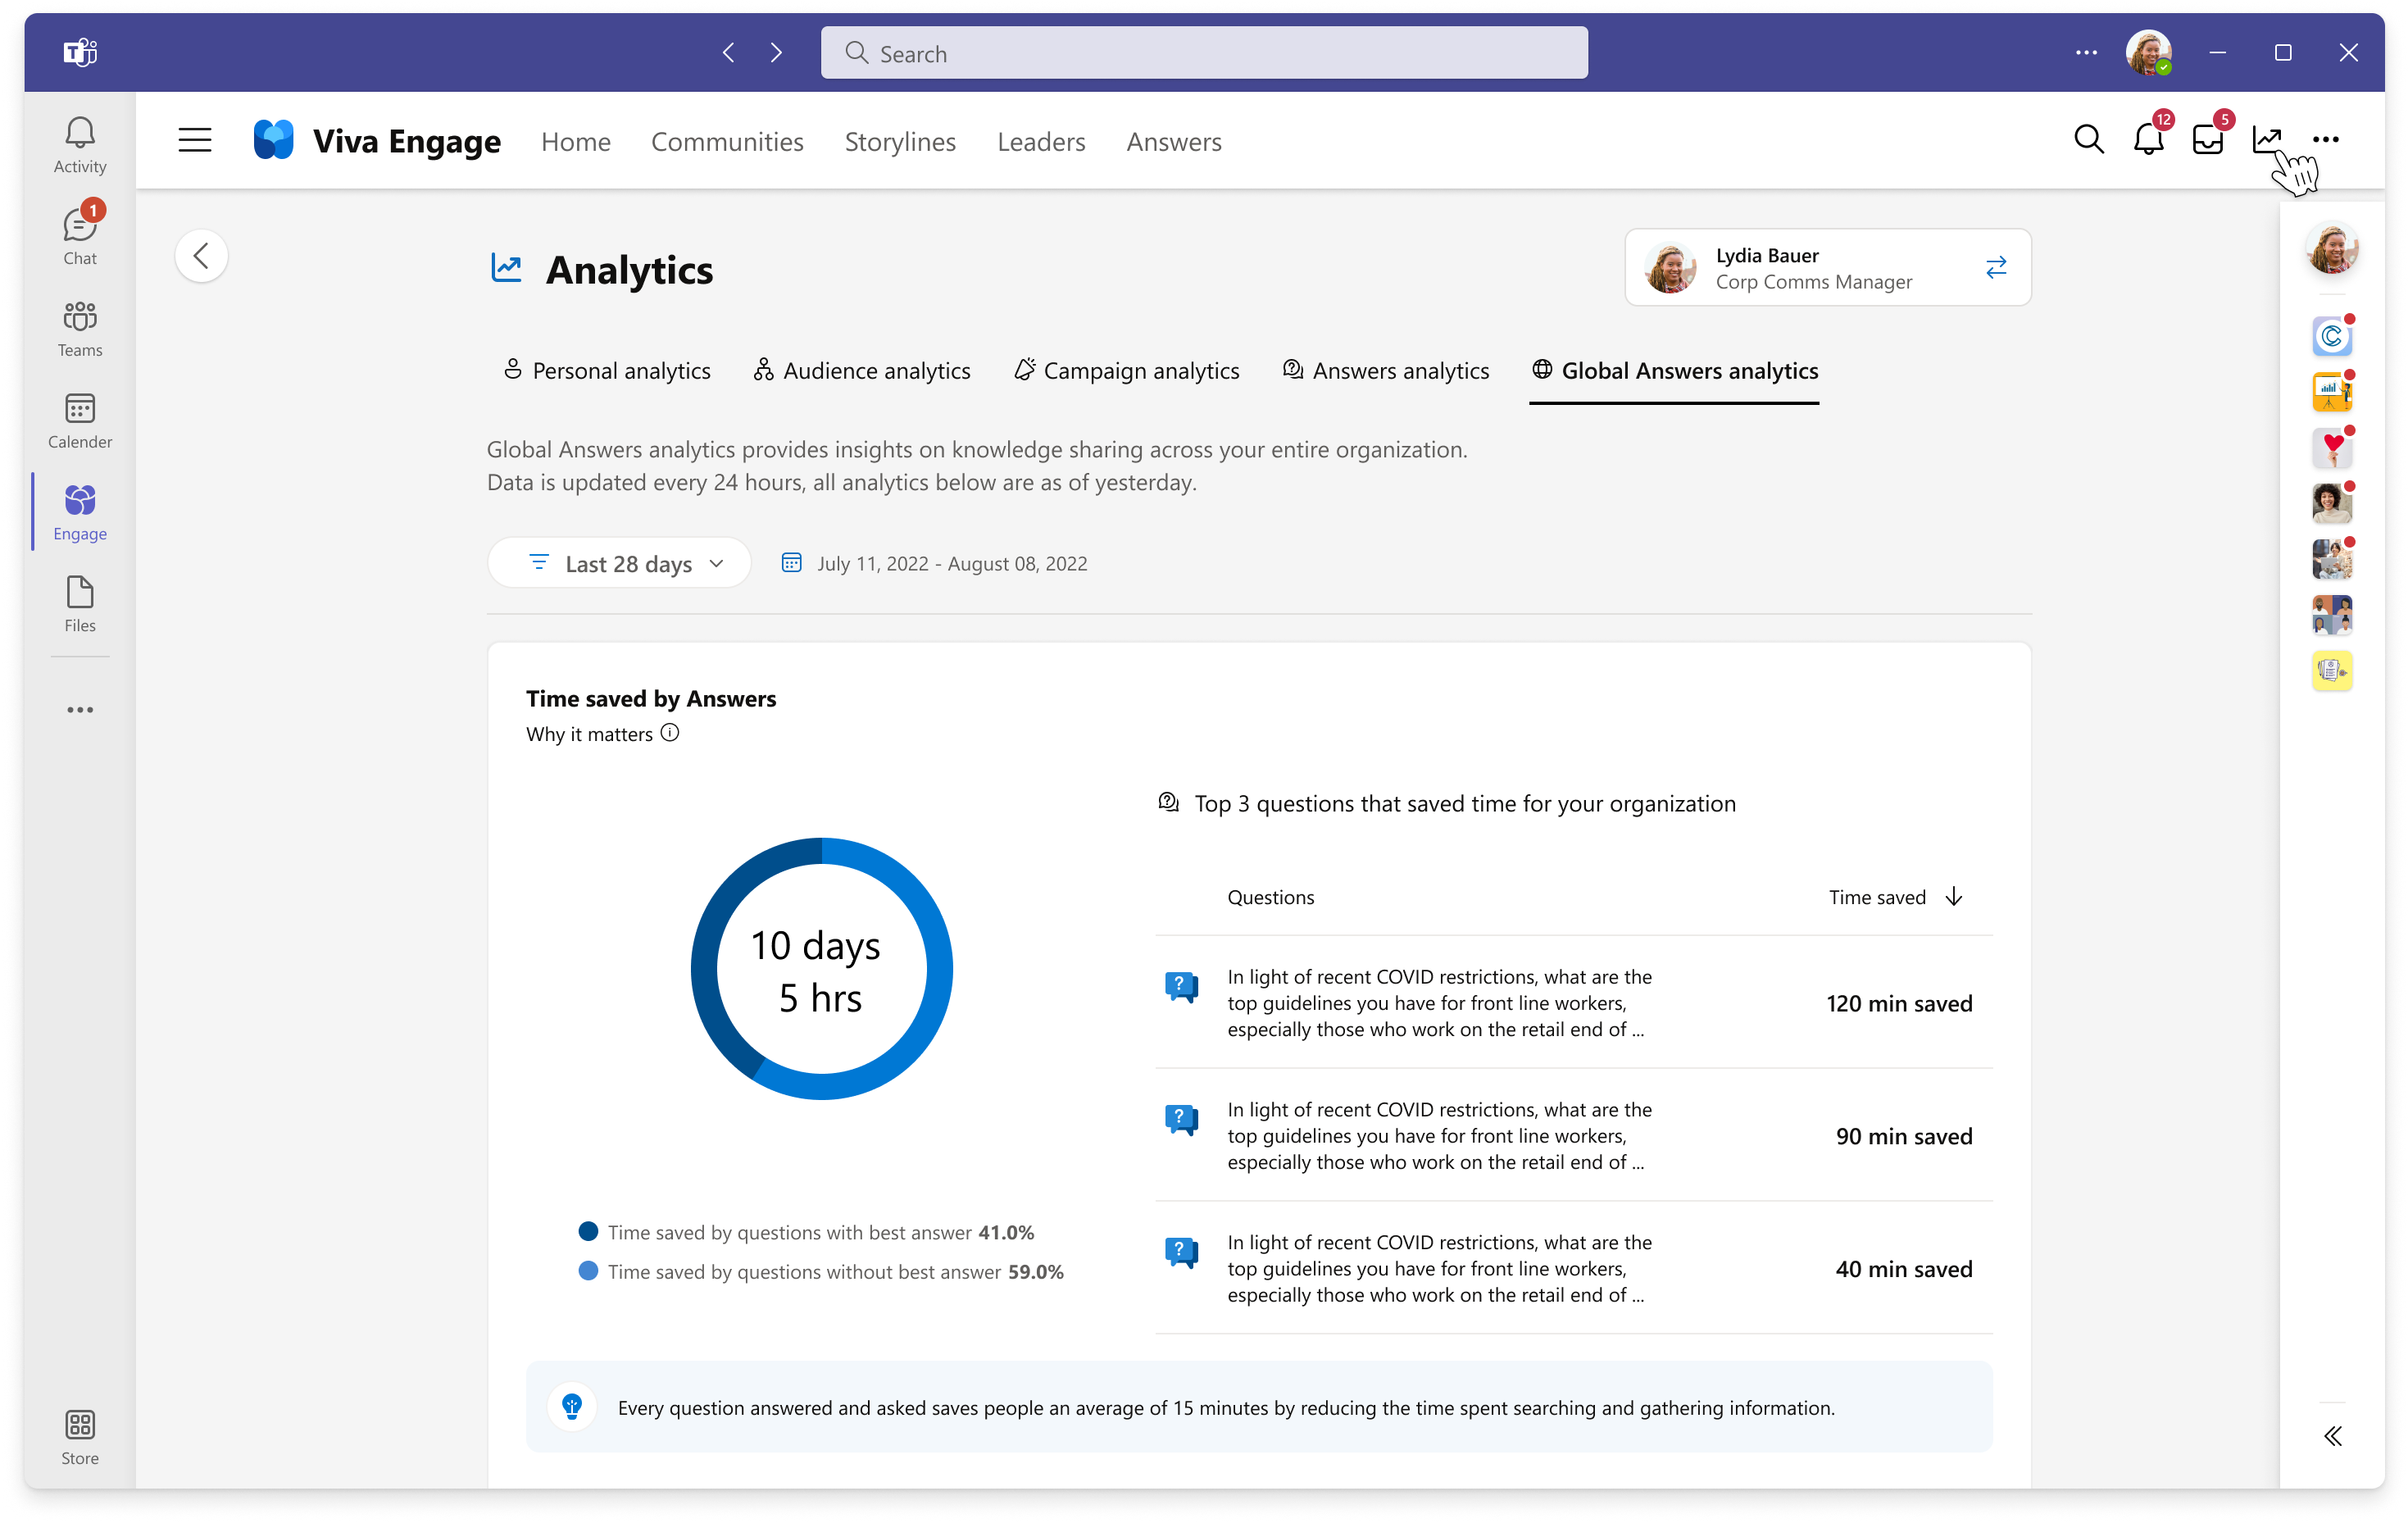 Search
Activity
1
Chat
Teams
Calender
Engage
Files
Store
Viva Engage
Home
Communities
Storylines
Leaders
Answers
12
5
Analytics
Lydia Bauer
Corp Comms Manager
Personal analytics
Audience analytics
Campaign analytics
Answers analytics
Global Answers analytics
Global Answers analytics provides insights on knowledge sharing across your entire organization.
Data is updated every 24 hours, all analytics below are as of yesterday.
Last 28 days
July 11, 2022 - August 08, 2022
Time saved by Answers
Why it matters
10 days
5 hrs
Time saved by questions with best answer 41.0%
Time saved by questions without best answer 59.0%
Top 3 questions that saved time for your organization
Questions
Time saved
In light of recent COVID restrictions, what are the
top guidelines you have for front line workers,
especially those who work on the retail end of ...
120 min saved
In light of recent COVID restrictions, what are the
top guidelines you have for front line workers,
especially those who work on the retail end of ...
90 min saved
In light of recent COVID restrictions, what are the
top guidelines you have for front line workers,
especially those who work on the retail end of ...
40 min saved
Every question answered and asked saves people an average of 15 minutes by reducing the time spent searching and gathering information.